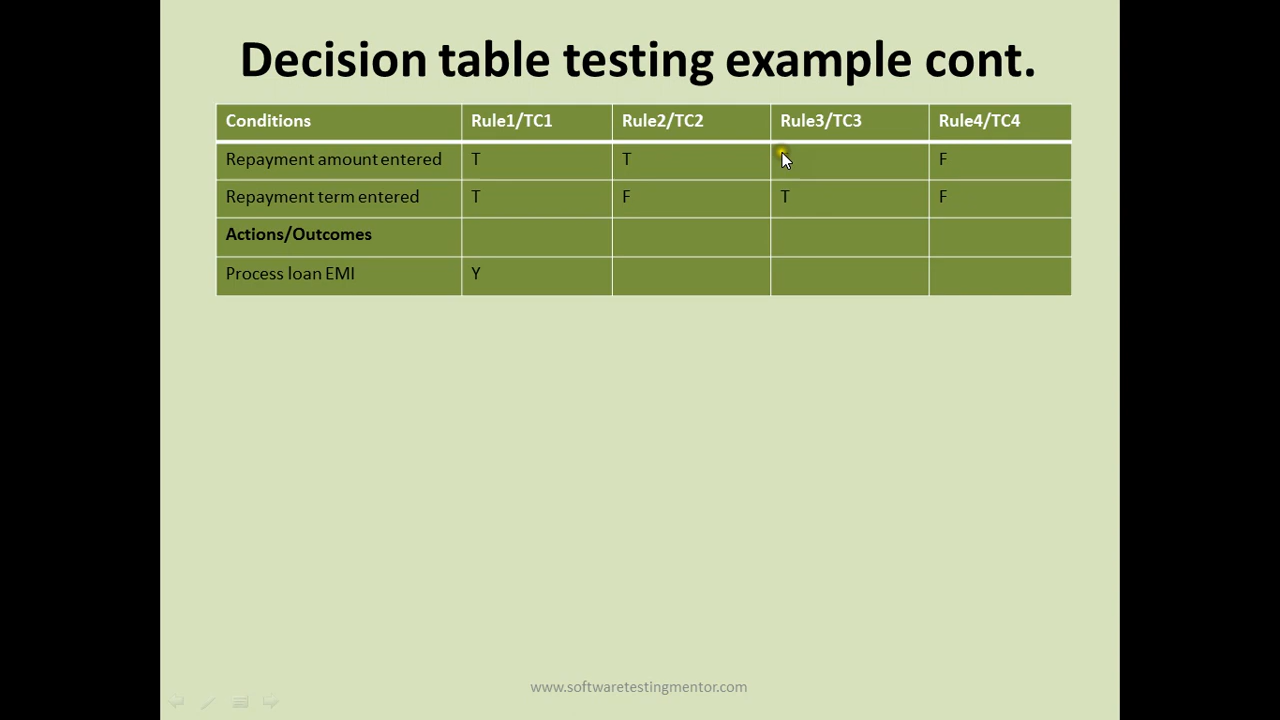 Decision table testing example cont.
Conditions Rule1/TC1 Rule2/TC2 Rule3/TC3 Rule4/TC4
Repayment amount entered T T F
Repayment term entered T F T F
Actions/Outcomes
Process loan EMI Y
www.softwaretestingmentor.com